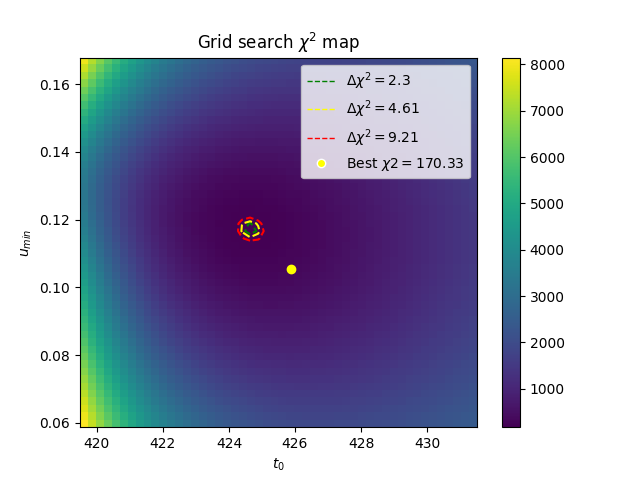 Grid search χ² map
Δχ² = 2.3
Δχ² = 4.61
Δχ² = 9.21
Best χ2 = 170.33
0.16
0.14
0.12
0.10
0.08
0.06
u_min
420 422 424 426 428 430
t₀
8000
7000
6000
5000
4000
3000
2000
1000